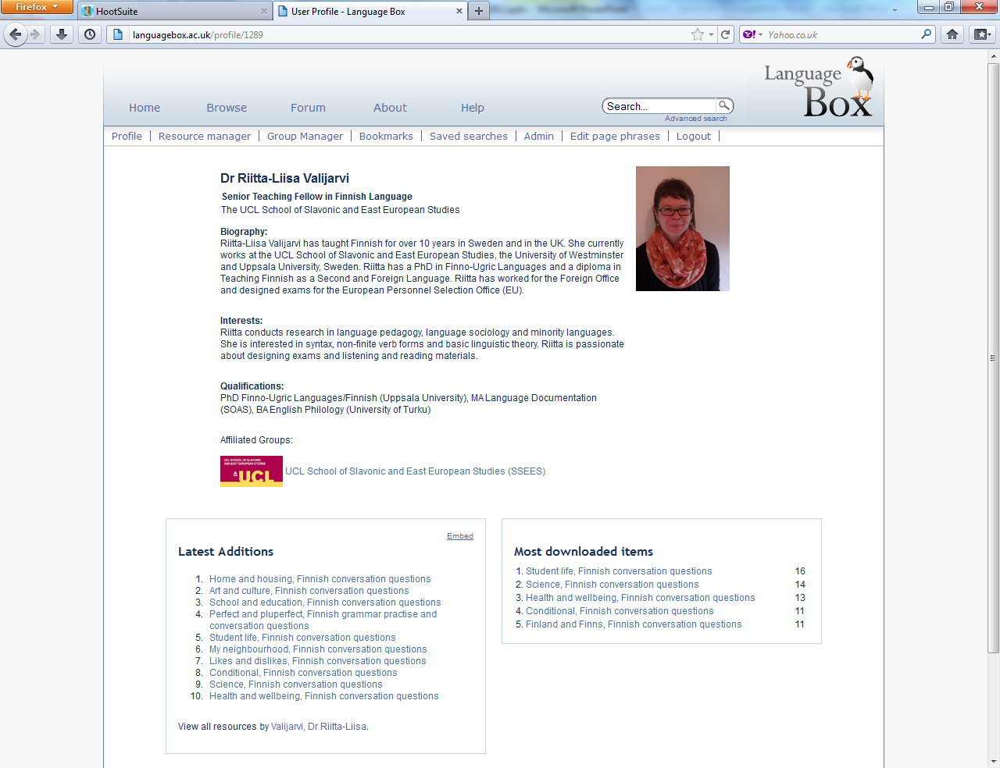 Firefox
HootSuite
User Profile - Language Box
languagebox.ac.uk/profile/1289
Yahoo.co.uk
Language
Box
Home Browse Forum About Help
Search...
Advanced search
Profile Resource manager Group Manager Bookmarks Saved searches Admin Edit page phrases Logout
Dr Riitta-Liisa Valijarvi
Senior Teaching Fellow in Finnish Language
The UCL School of Slavonic and East European Studies
Biography:
Riitta-Liisa Valijarvi has taught Finnish for over 10 years in Sweden and in the UK. She currently
works at the UCL School of Slavonic and East European Studies, the University of Westminster
and Uppsala University, Sweden. Riitta has a PhD in Finno-Ugric Languages and a diploma in
Teaching Finnish as a Second and Foreign Language. Riitta has worked for the Foreign Office
and designed exams for the European Personnel Selection Office (EU).
Interests:
Riitta conducts research in language pedagogy, language sociology and minority languages.
She is interested in syntax, non-finite verb forms and basic linguistic theory. Riitta is passionate
about designing exams and listening and reading materials.
Qualifications:
PhD Finno-Ugric Languages/Finnish (Uppsala University), MA Language Documentation
(SOAS), BA English Philology (University of Turku)
Affiliated Groups:
UCL SCHOOL OF SLAVONIC
AND EAST EUROPEAN STUDIES
UCL
UCL School of Slavonic and East European Studies (SSEES)
Embed
Latest Additions
1. Home and housing, Finnish conversation questions
2. Art and culture, Finnish conversation questions
3. School and education, Finnish conversation questions
4. Perfect and pluperfect, Finnish grammar practise and
conversation questions
5. Student life, Finnish conversation questions
6. My neighbourhood, Finnish conversation questions
7. Likes and dislikes, Finnish conversation questions
8. Conditional, Finnish conversation questions
9. Science, Finnish conversation questions
10. Health and wellbeing, Finnish conversation questions
View all resources by Valijarvi, Dr Riitta-Liisa.
Most downloaded items
1. Student life, Finnish conversation questions 16
2. Science, Finnish conversation questions 14
3. Health and wellbeing, Finnish conversation questions 13
4. Conditional, Finnish conversation questions 11
5. Finland and Finns, Finnish conversation questions 11